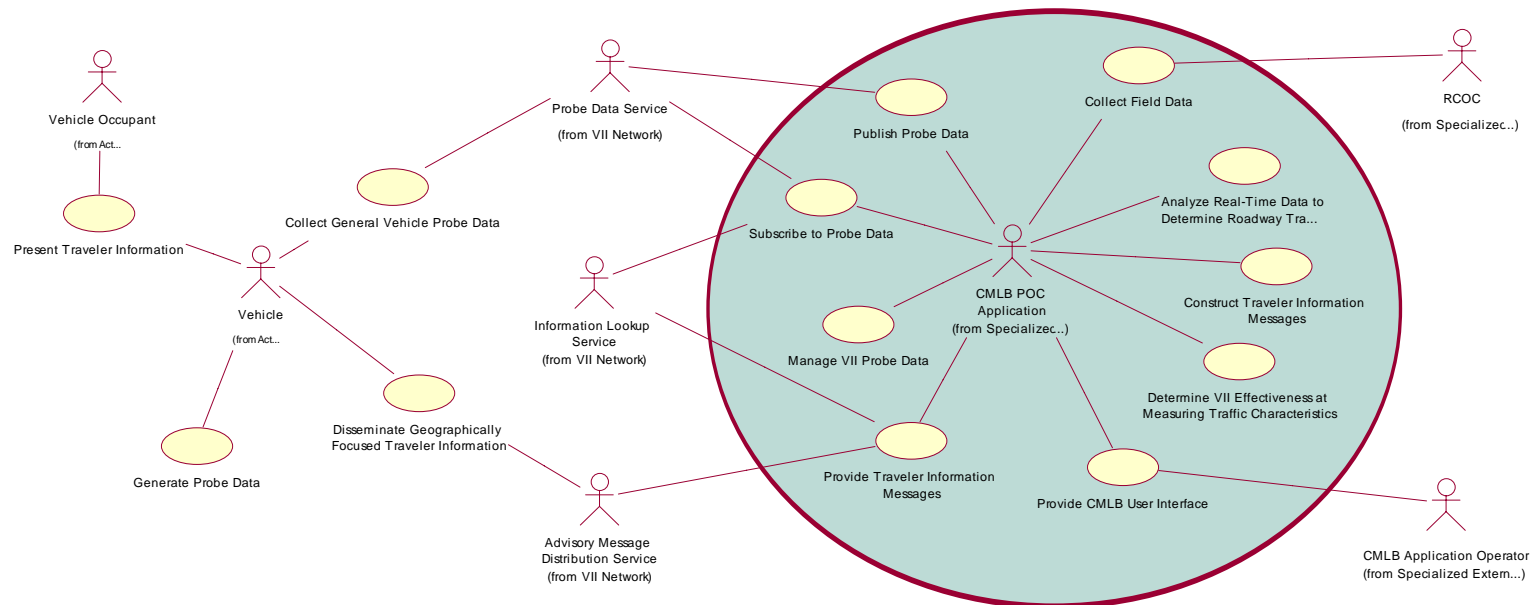 Vehicle Occupant
(from Act...
Present Traveler Information
Vehicle
(from Act...
Generate Probe Data
Collect General Vehicle Probe Data
Disseminate Geographically
Focused Traveler Information
Probe Data Service
(from VII Network)
Information Lookup
Service
(from VII Network)
Advisory Message
Distribution Service
(from VII Network)
Publish Probe Data
Subscribe to Probe Data
Manage VII Probe Data
Provide Traveler Information
Messages
CMLB POC
Application
(from Specializec...)
Collect Field Data
Analyze Real-Time Data to
Determine Roadway Tra...
Construct Traveler Information
Messages
Determine VII Effectiveness at
Measuring Traffic Characteristics
Provide CMLB User Interface
RCOC
(from Specializec...)
CMLB Application Operator
(from Specialized Extern...)